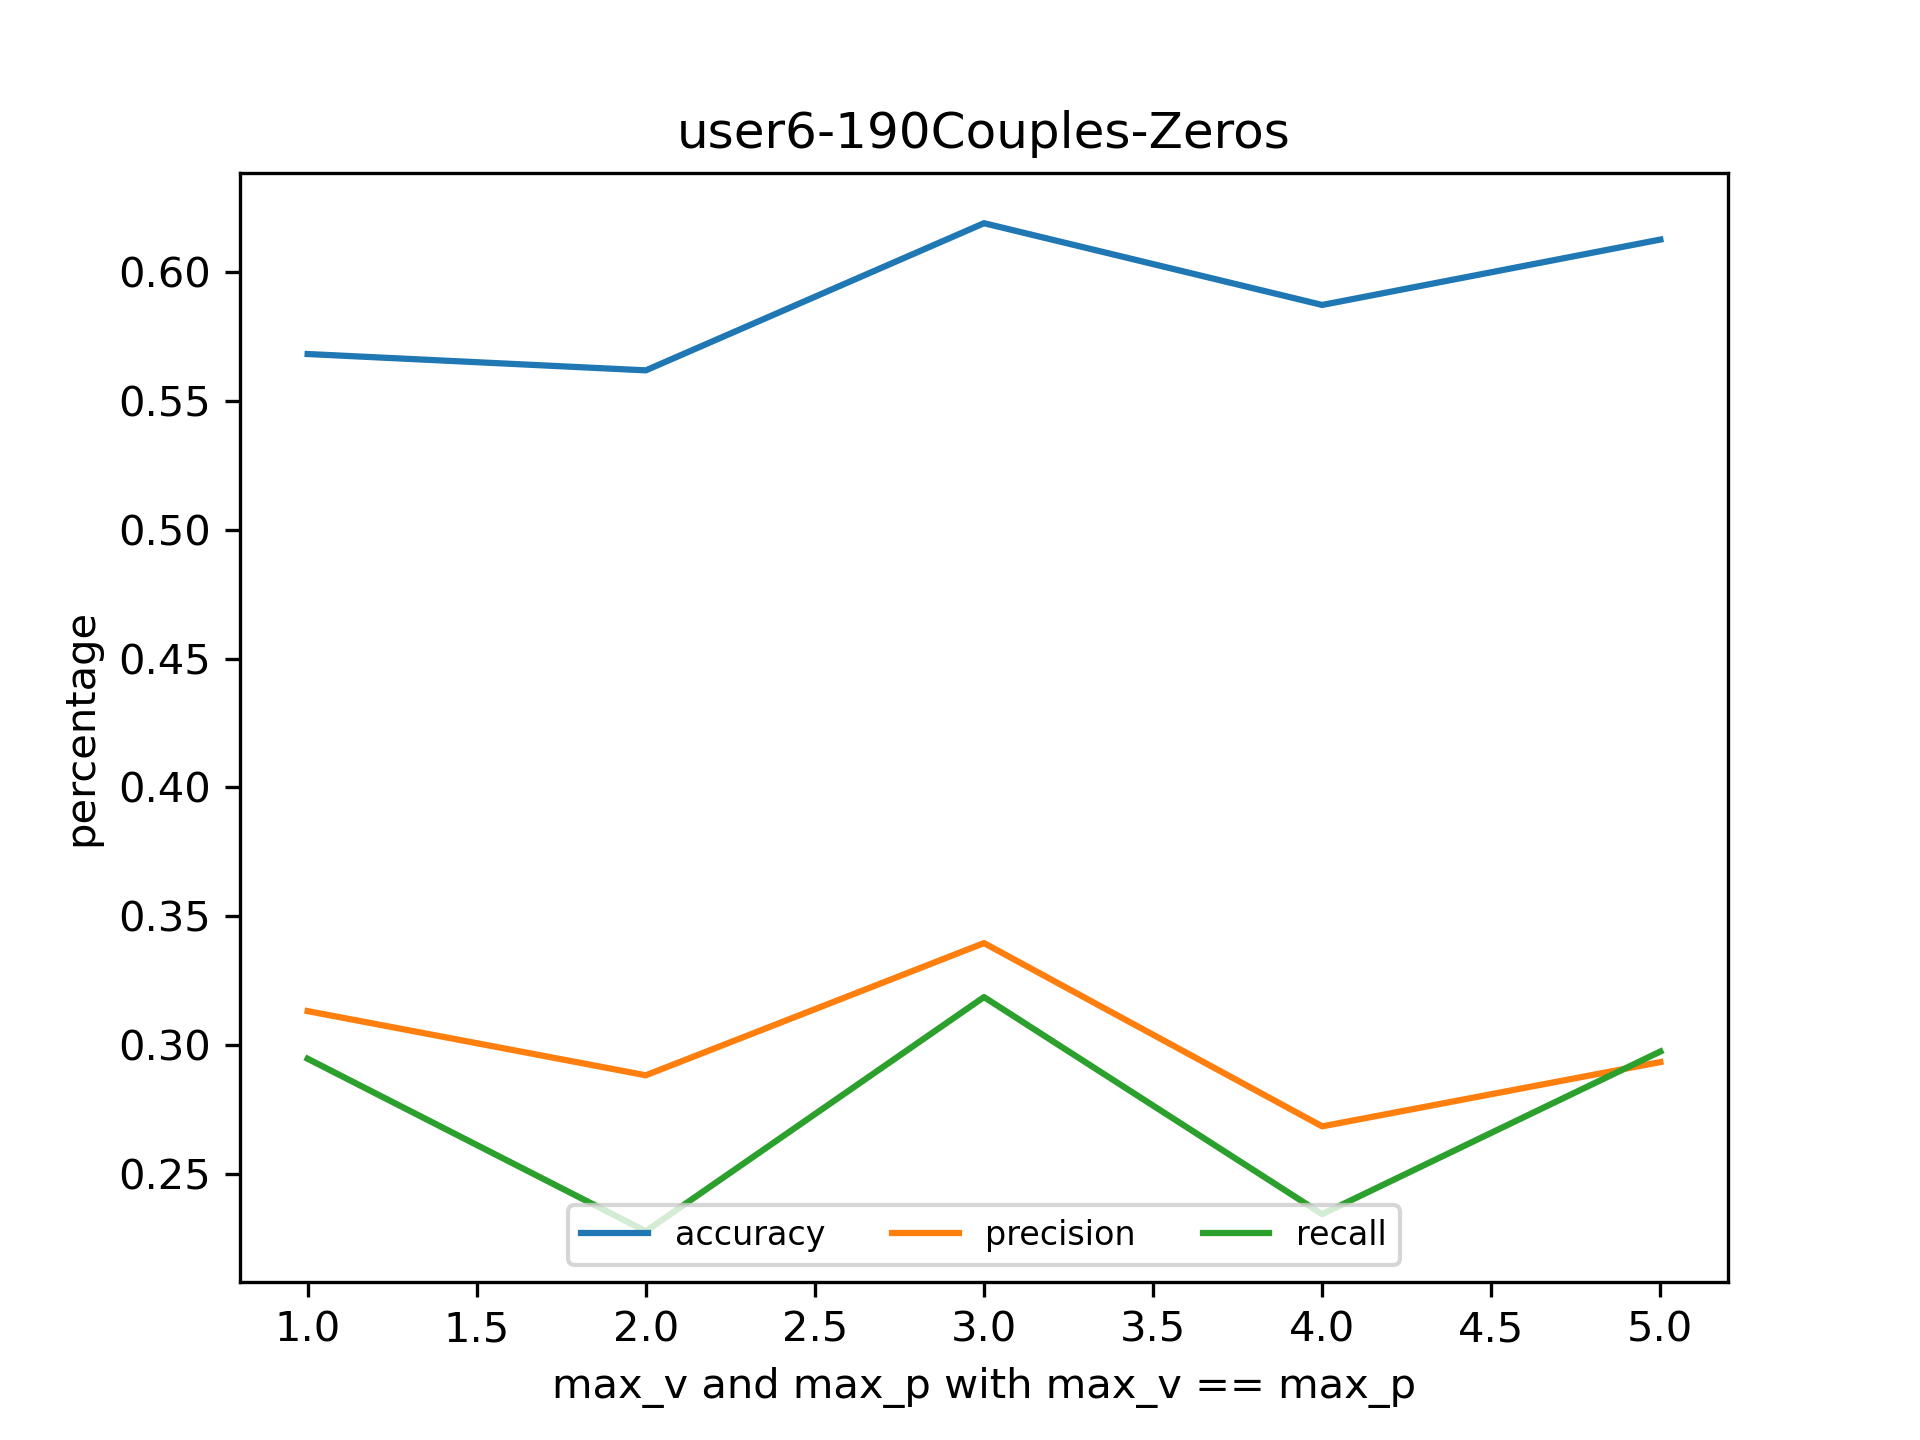 user6-190Couples-Zeros
percentage
0.60
0.55
0.50
0.45
0.40
0.35
0.30
0.25
accuracy precision recall
1.0 1.5 2.0 2.5 3.0 3.5 4.0 4.5 5.0
max_v and max_p with max_v == max_p